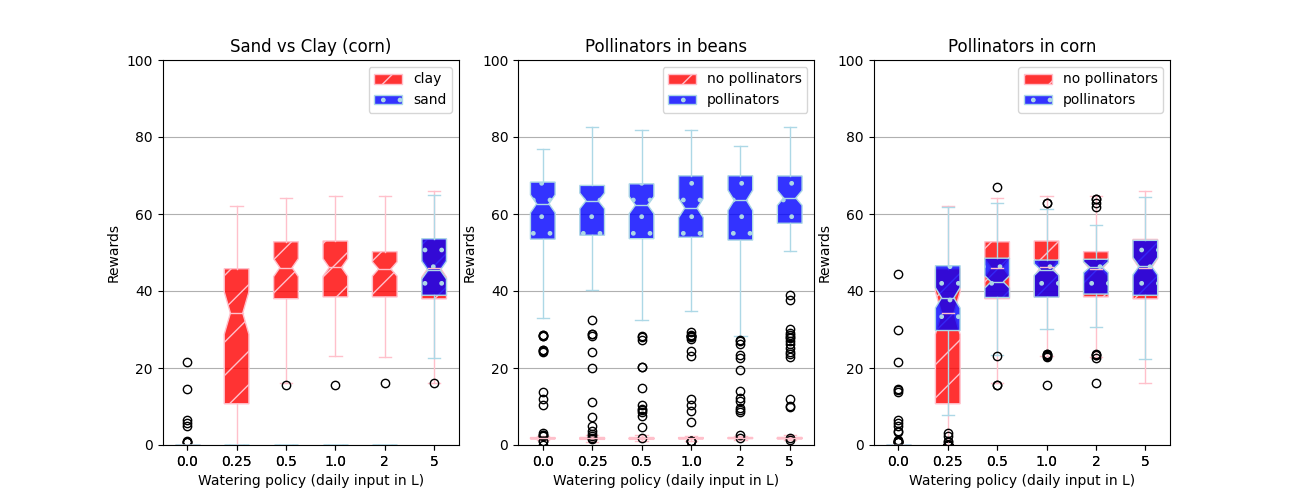 Sand vs Clay (corn)
Rewards
100
80
60
40
20
0
clay
sand
0.0 0.25 0.5 1.0 2 5
Watering policy (daily input in L)
Pollinators in beans
Rewards
100
80
60
40
20
0
no pollinators
pollinators
0.0 0.25 0.5 1.0 2 5
Watering policy (daily input in L)
Pollinators in corn
Rewards
100
80
60
40
20
0
no pollinators
pollinators
0.0 0.25 0.5 1.0 2 5
Watering policy (daily input in L)